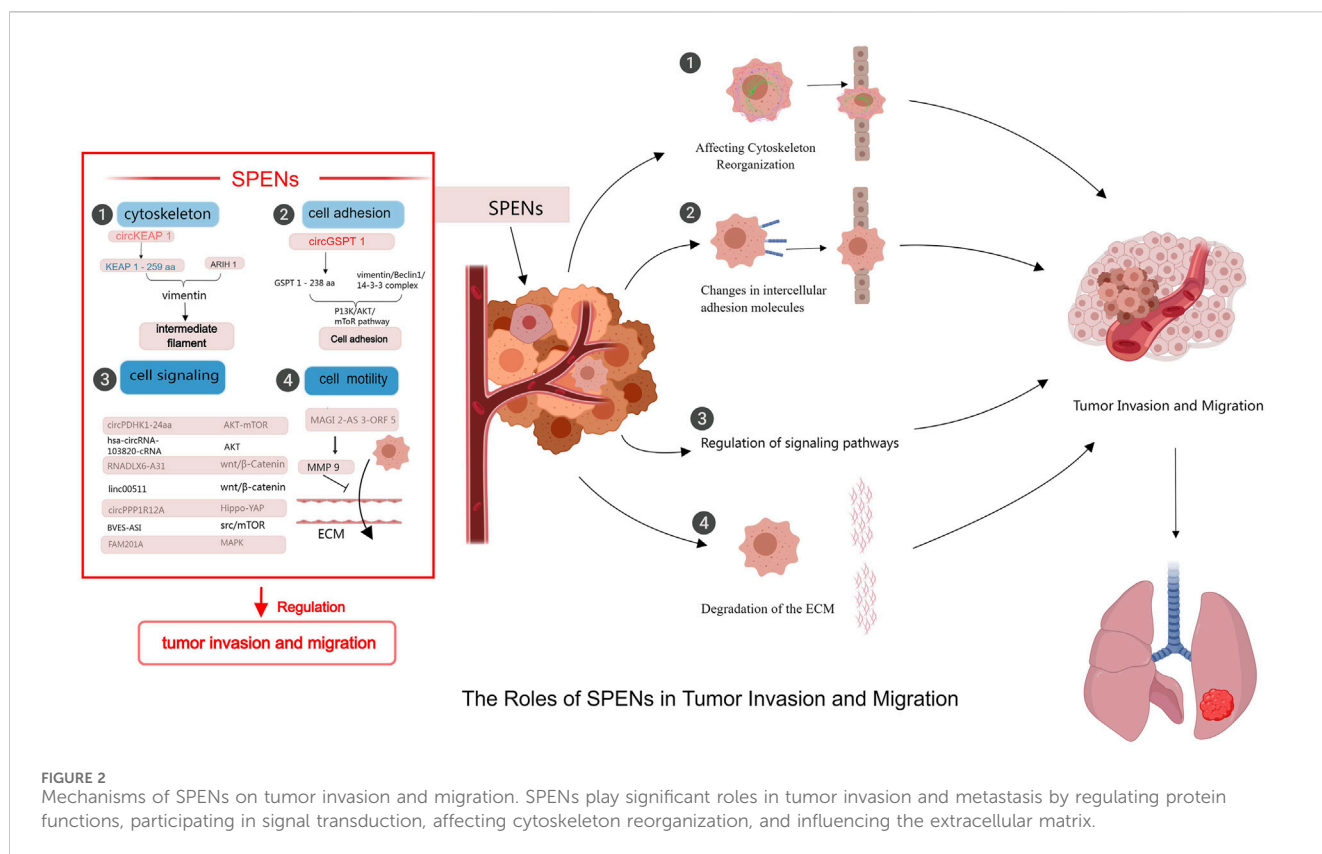 SPENs
1 cytoskeleton
circKEAP 1
KEAP 1 - 259 aa
ARIH 1
vimentin
intermediate
filament
2 cell adhesion
circGSPT 1
GSPT 1 - 238 aa
vimentin/Beclin1/
14-3-3 complex
P13K/AKT/
mToR pathway
Cell adhesion
3 cell signaling
circPDHK1-24aa AKT-mTOR
hsa-circRNA-
103820-cRNA AKT
RNADLX6-A31 wnt/β-Catenin
linc00511 wnt/β-catenin
circPPP1R12A Hippo-YAP
BVES-ASI src/mTOR
FAM201A MAPK
4 cell motility
MAGI 2-AS 3-ORF 5
MMP 9
ECM
Regulation
tumor invasion and migration
SPENs
1
Affecting Cytoskeleton
Reorganization
2
Changes in intercellular
adhesion molecules
3
Regulation of signaling pathways
4
Degradation of the ECM
Tumor Invasion and Migration
The Roles of SPENs in Tumor Invasion and Migration
FIGURE 2
Mechanisms of SPENs on tumor invasion and migration. SPENs play significant roles in tumor invasion and metastasis by regulating protein
functions, participating in signal transduction, affecting cytoskeleton reorganization, and influencing the extracellular matrix.